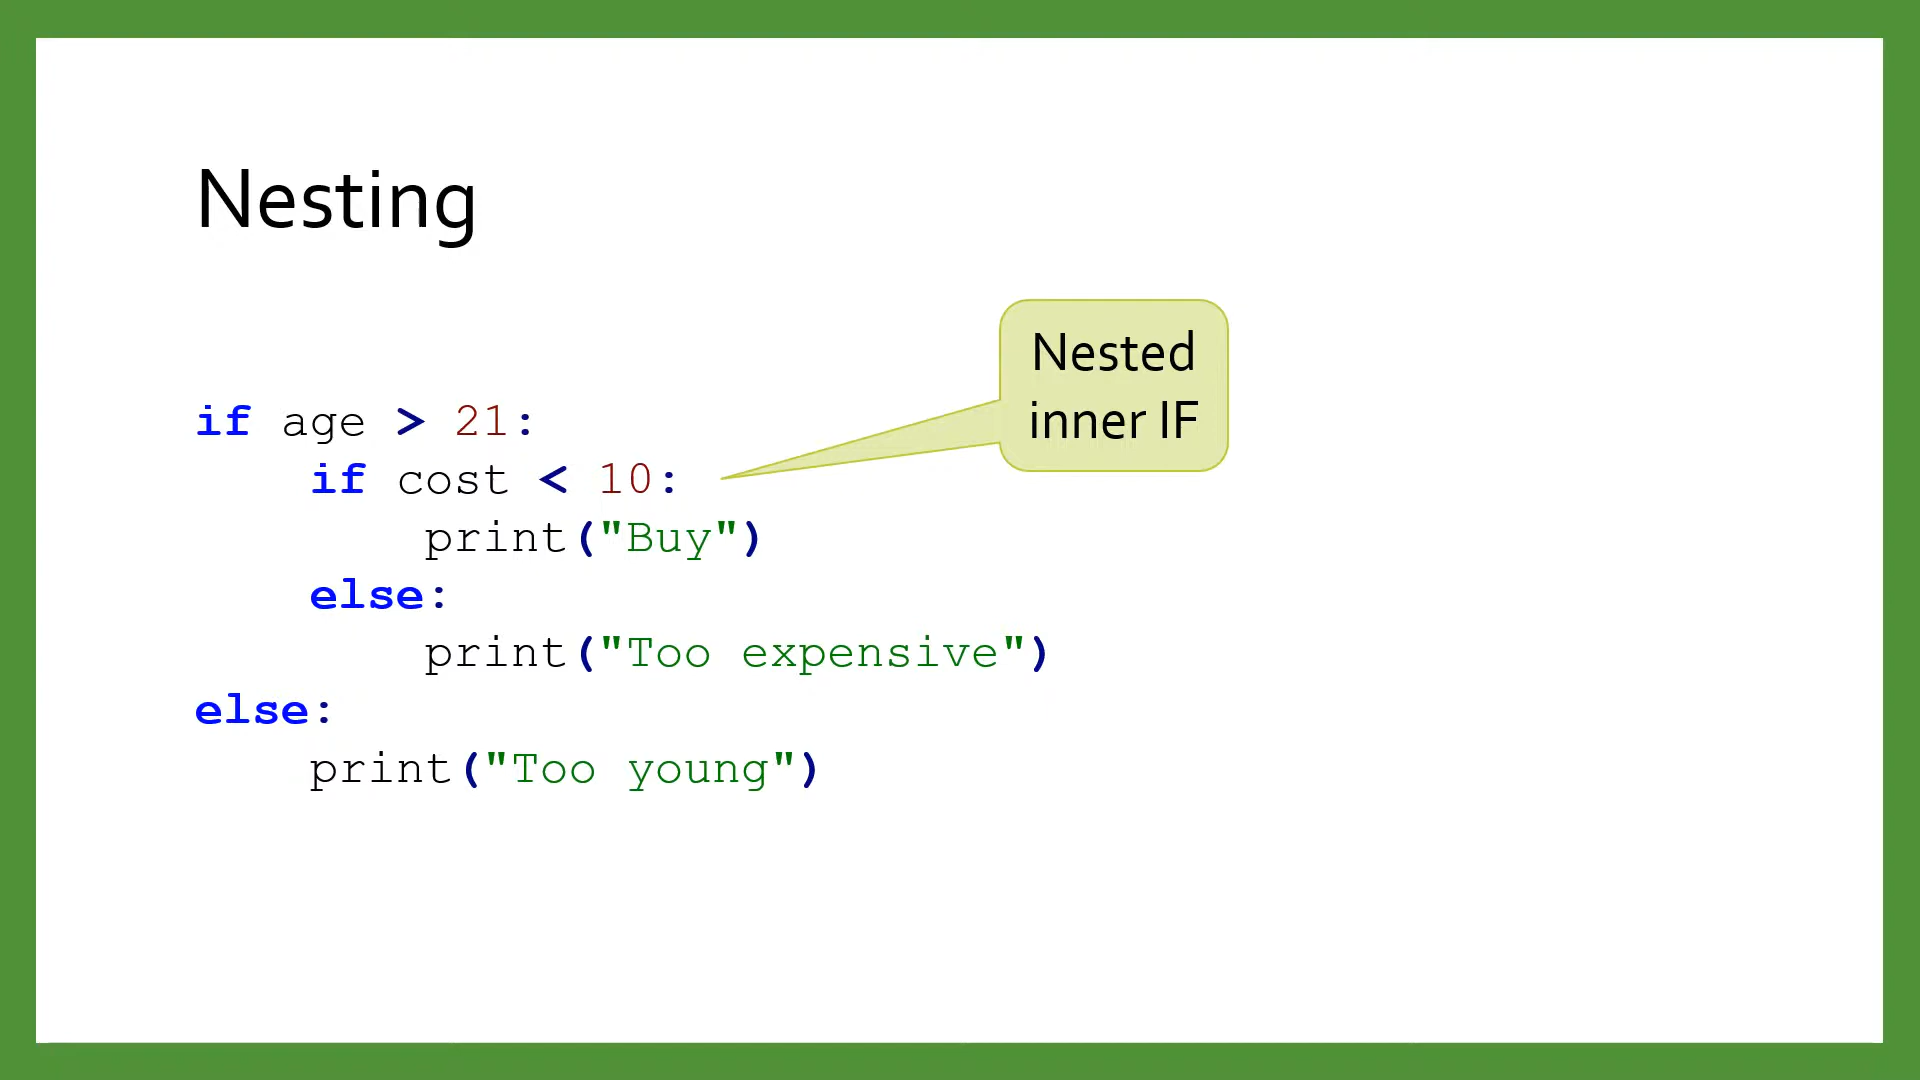 Nesting
Nested
inner IF
if age > 21:
    if cost < 10:
        print("Buy")
    else:
        print("Too expensive")
else:
    print("Too young")